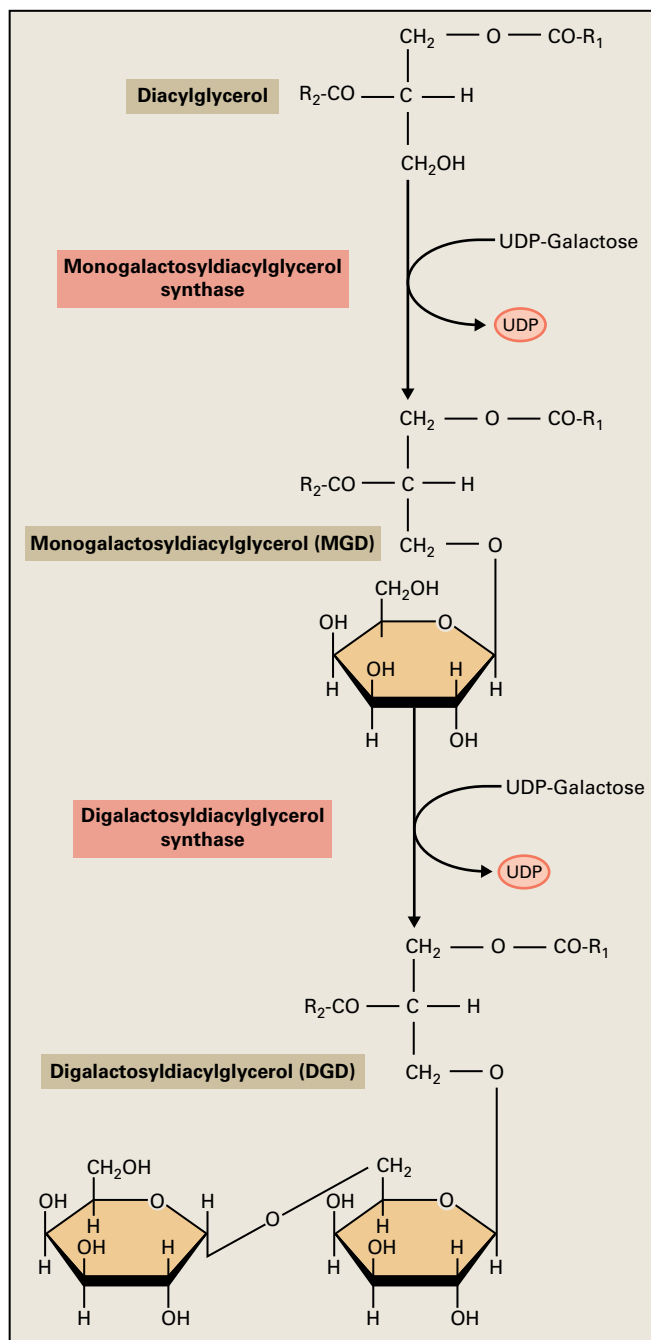 CH₂ — O — CO-R₁
Diacylglycerol
R₂-CO — C — H
CH₂OH
UDP-Galactose
Monogalactosyldiacylglycerol
synthase
UDP
CH₂ — O — CO-R₁
R₂-CO — C — H
Monogalactosyldiacylglycerol (MGD)
CH₂ — O
CH₂OH
OH O
OH H
H H
H OH
UDP-Galactose
Digalactosyldiacylglycerol
synthase
UDP
CH₂ — O — CO-R₁
R₂-CO — C — H
Digalactosyldiacylglycerol (DGD)
CH₂ — O
CH₂OH CH₂
OH O H O OH O
H H
OH H OH H
H H H
H OH H OH